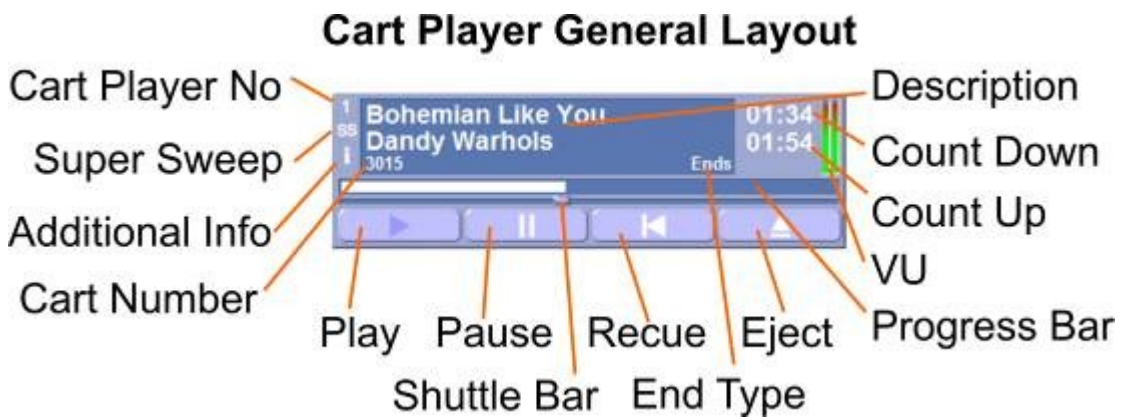 Cart Player General Layout
Cart Player No
Super Sweep
Additional Info
Cart Number
1
SS
i
Bohemian Like You
Dandy Warhols
3015
Ends
01:34
01:54
Description
Count Down
Count Up
VU
Progress Bar
Play
Pause
Recue
Eject
Shuttle Bar
End Type